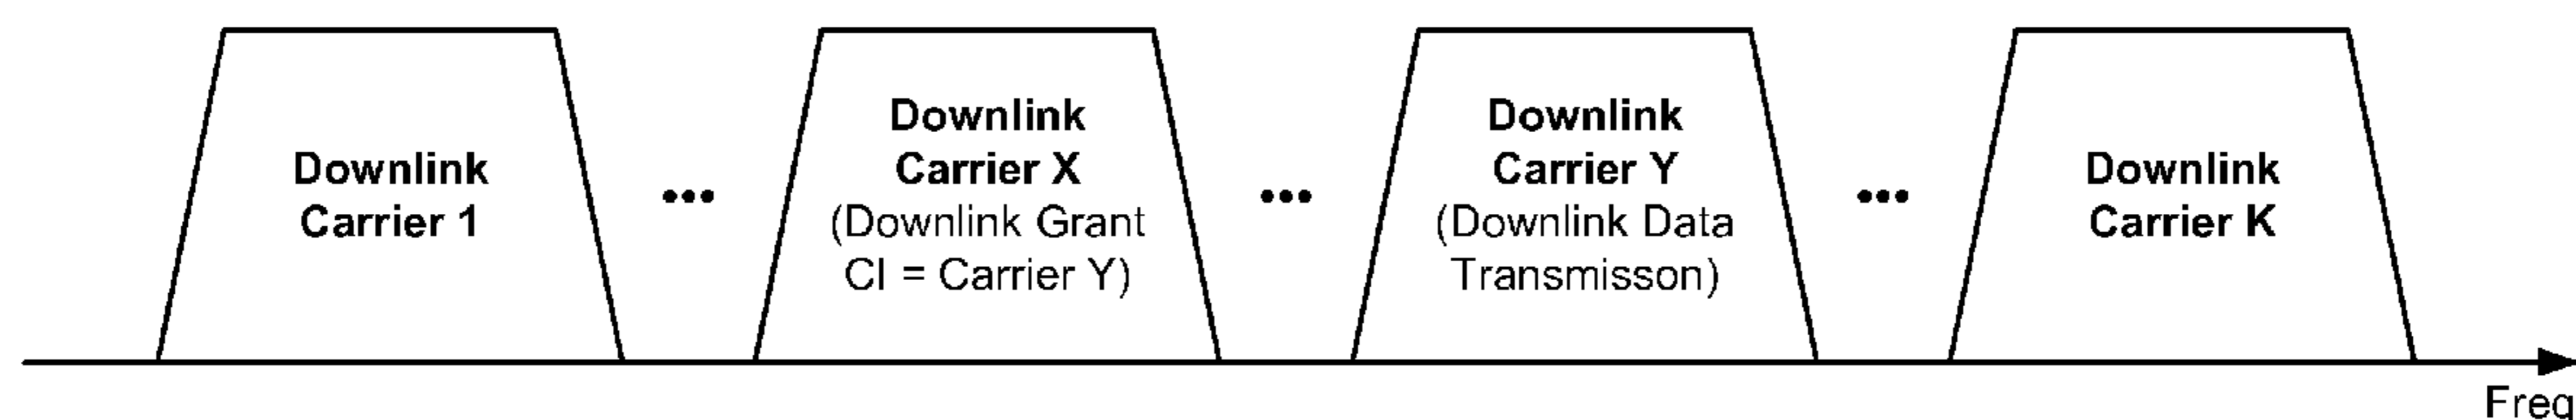 Downlink
Carrier 1
•••
Downlink
Carrier X
(Downlink Grant
CI = Carrier Y)
•••
Downlink
Carrier Y
(Downlink Data
Transmisson)
•••
Downlink
Carrier K
Freq